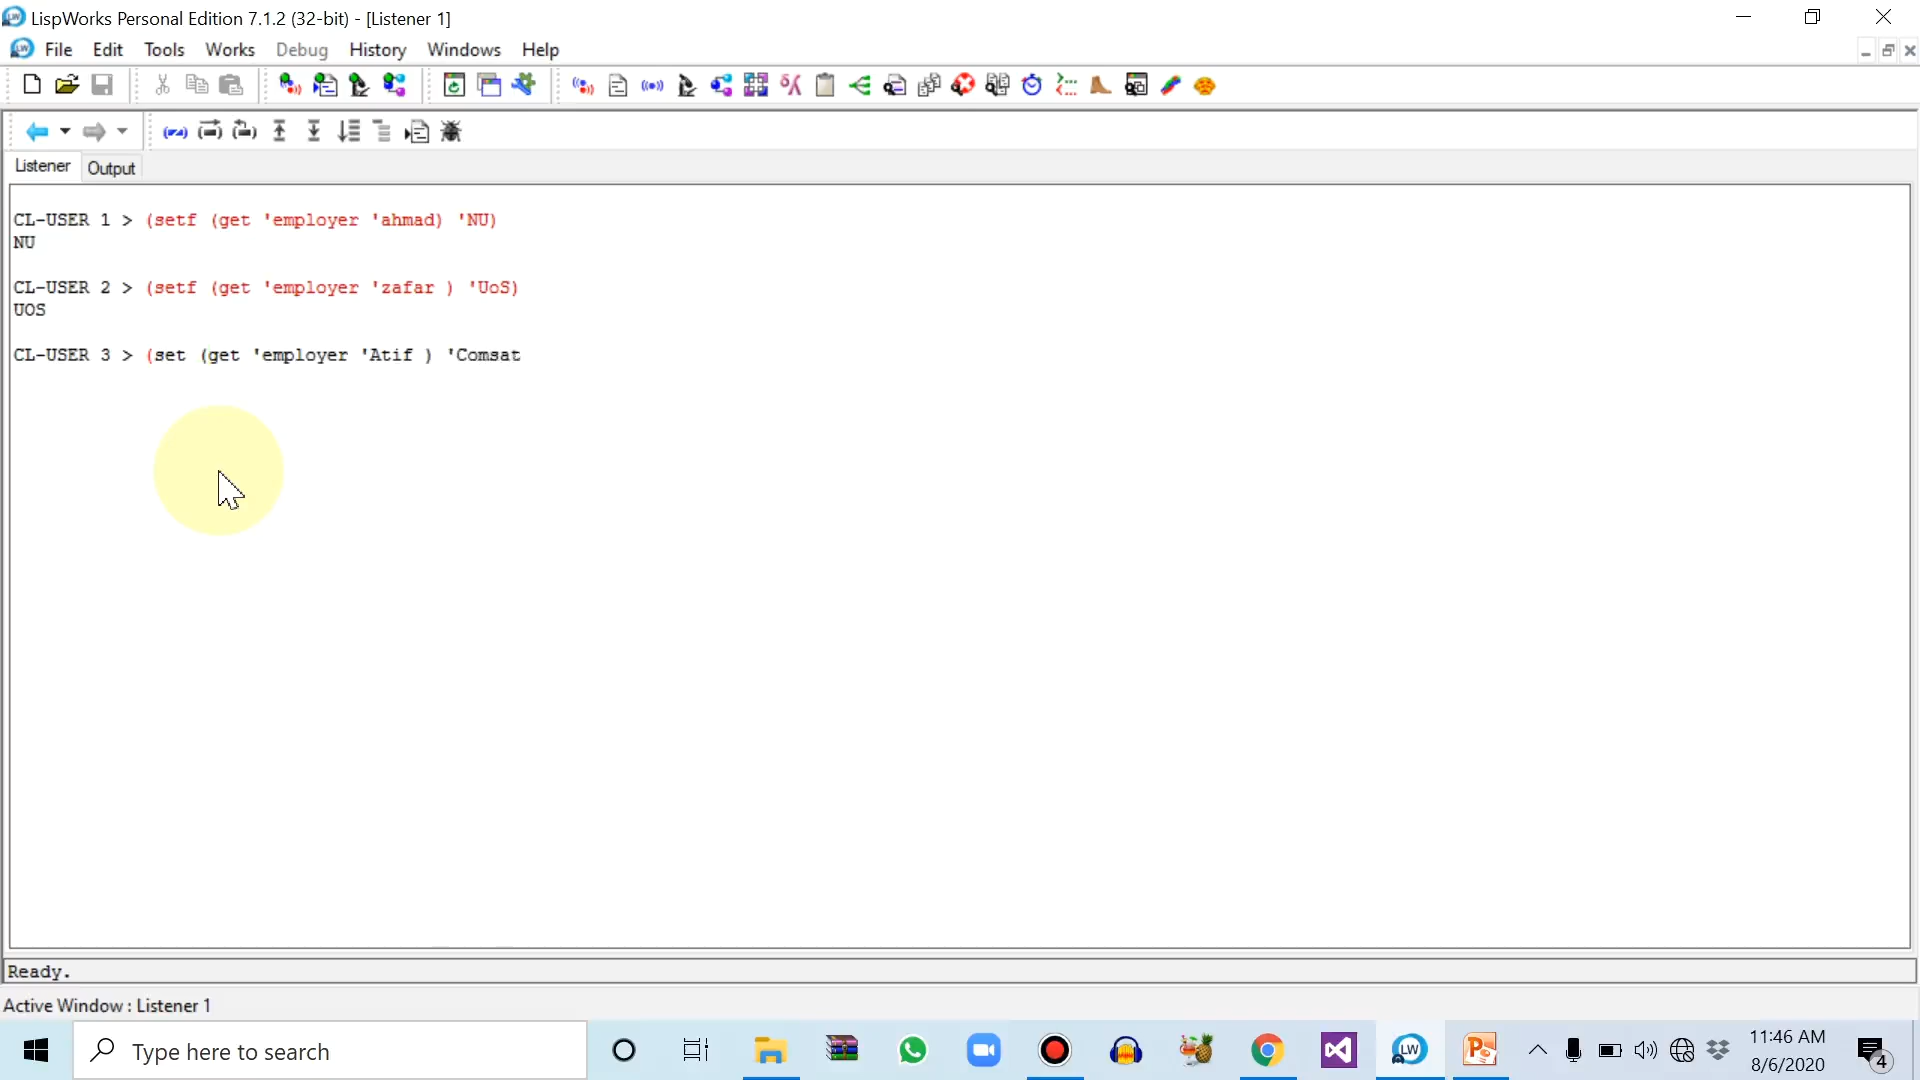 LispWorks Personal Edition 7.1.2 (32-bit) - [Listener 1]
File Edit Tools Works Debug History Windows Help
Listener Output
CL-USER 1 > (setf (get 'employer 'ahmad) 'NU)
NU
CL-USER 2 > (setf (get 'employer 'zafar ) 'UoS)
UOS
CL-USER 3 > (set (get 'employer 'Atif ) 'Comsat
Ready.
Active Window : Listener 1
Type here to search
11:46 AM
8/6/2020
4